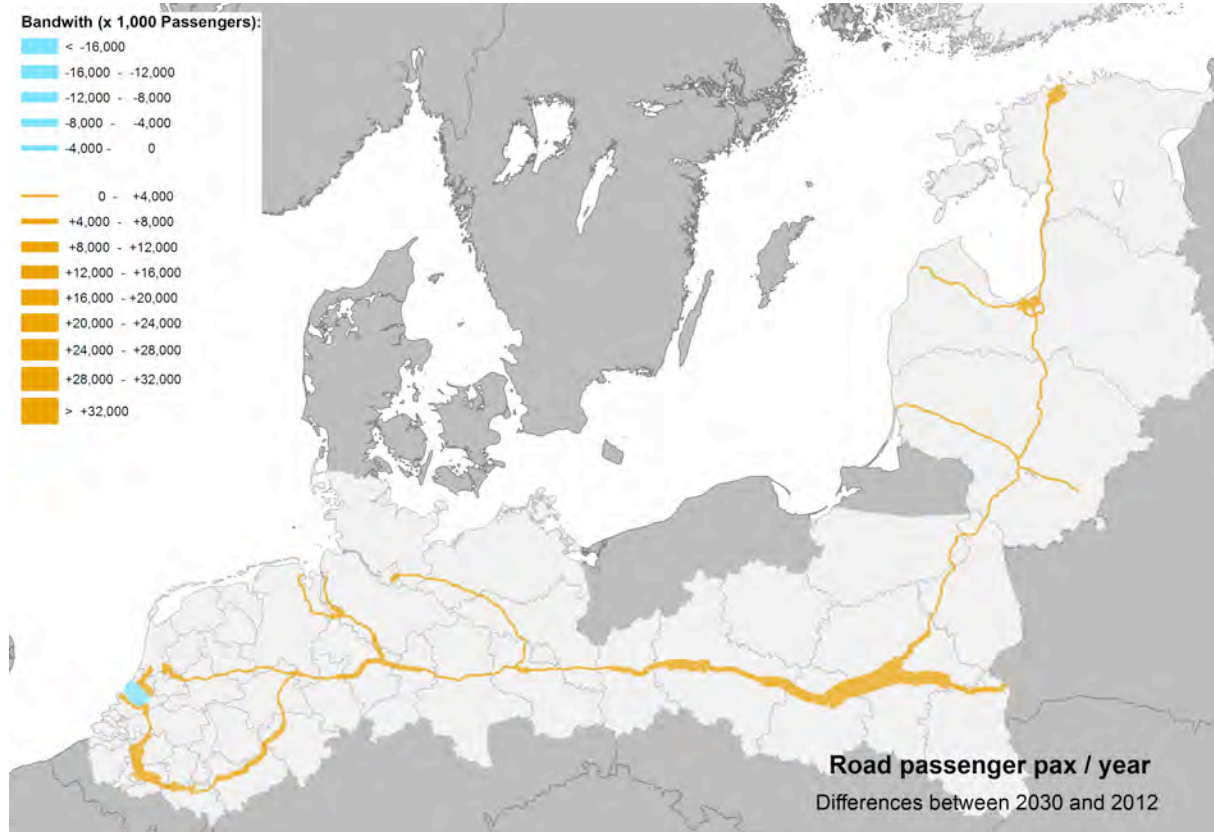 Bandwith (x 1,000 Passengers):
< -16,000
-16,000 - -12,000
-12,000 - -8,000
-8,000 - -4,000
-4,000 - 0
0 - +4,000
+4,000 - +8,000
+8,000 - +12,000
+12,000 - +16,000
+16,000 - +20,000
+20,000 - +24,000
+24,000 - +28,000
+28,000 - +32,000
> +32,000
Road passenger pax / year
Differences between 2030 and 2012